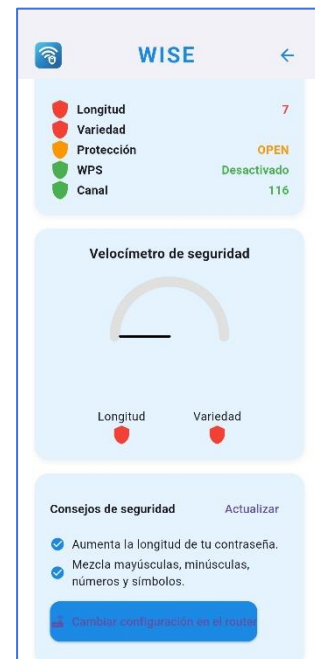 WISE
Longitud 7
Variedad
Protección OPEN
WPS Desactivado
Canal 116
Velocímetro de seguridad
Longitud Variedad
Consejos de seguridad Actualizar
Aumenta la longitud de tu contraseña.
Mezcla mayúsculas, minúsculas,
números y símbolos.
Cambiar configuración en el router